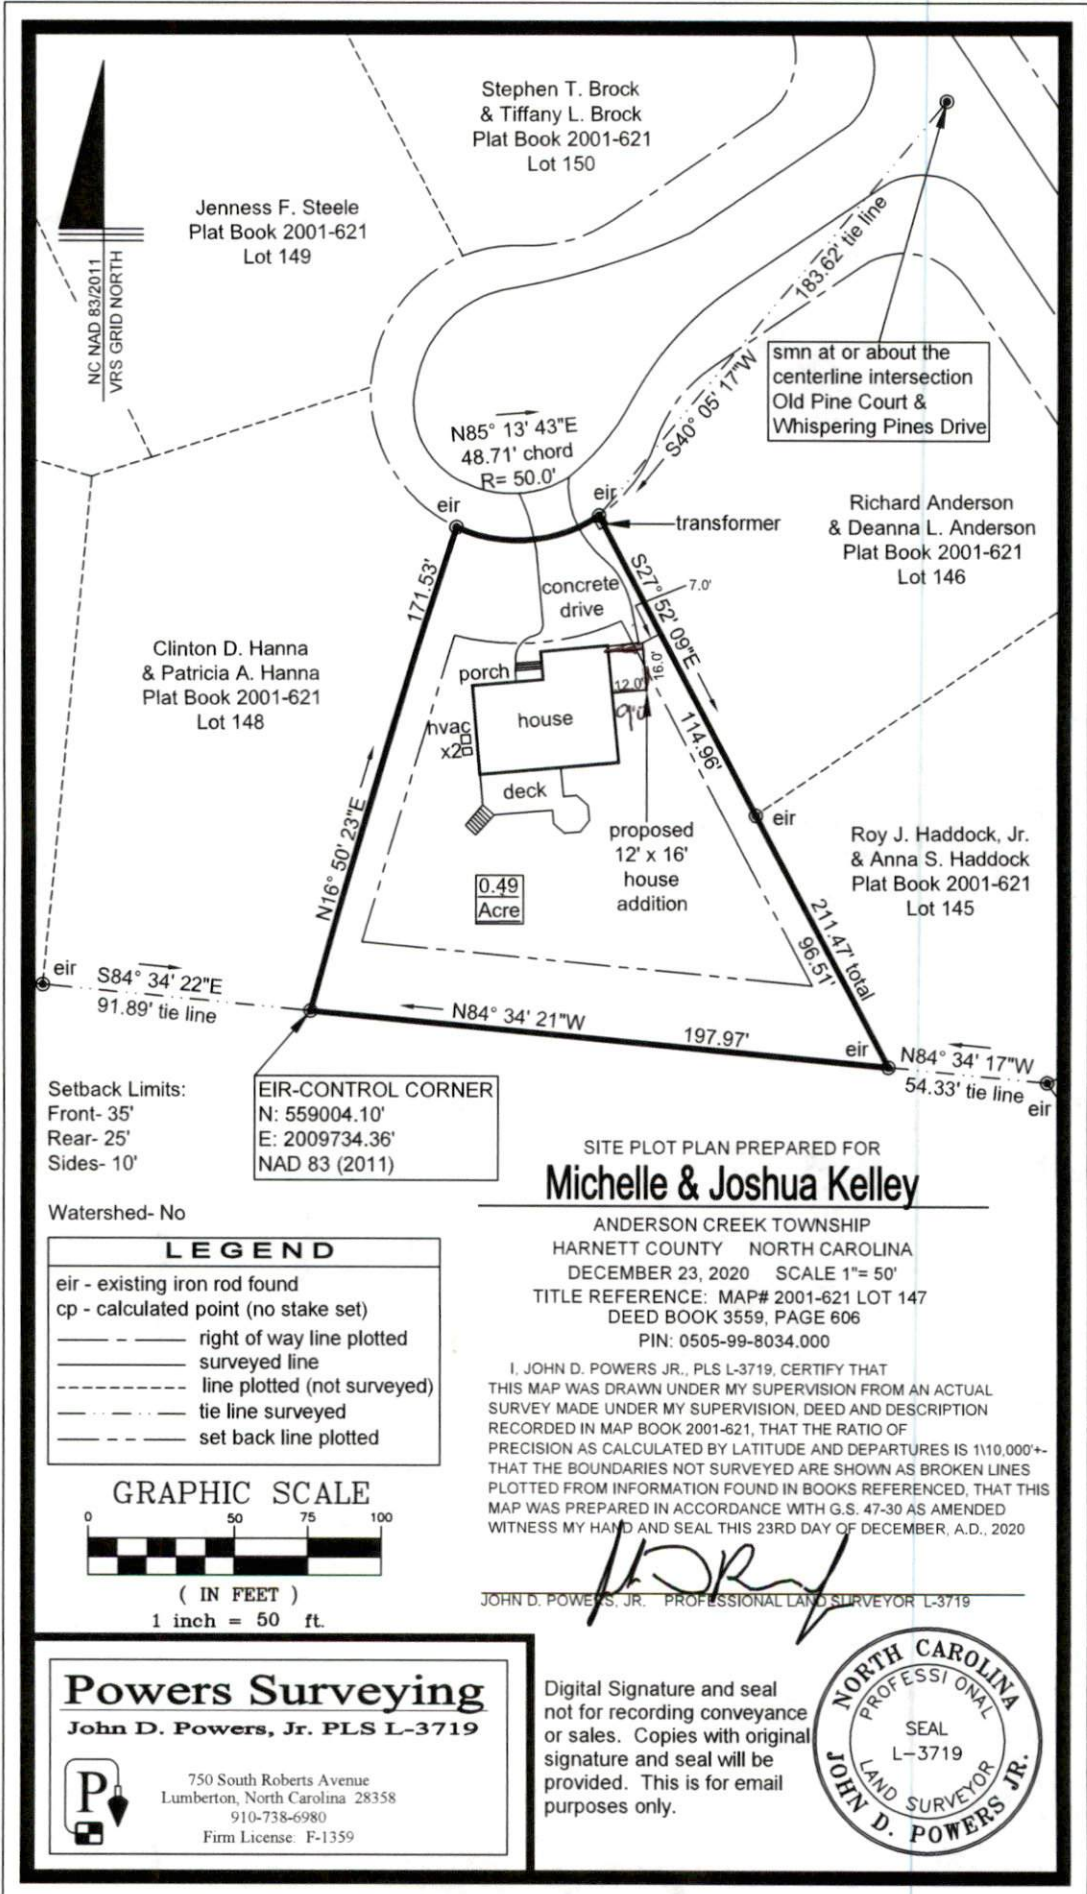 Stephen T. Brock
& Tiffany L. Brock
Plat Book 2001-621
Lot 150
Jenness F. Steele
Plat Book 2001-621
Lot 149
NC NAD 83/2011
VRS GRID NORTH
183.62' tie line
S40° 05' 17"W
smn at or about the
centerline intersection
Old Pine Court &
Whispering Pines Drive
N85° 13' 43"E
48.71' chord
R= 50.0'
eir
eir
transformer
Richard Anderson
& Deanna L. Anderson
Plat Book 2001-621
Lot 146
171.53'
concrete
drive
S27° 52' 09"E
7.0'
Clinton D. Hanna
& Patricia A. Hanna
Plat Book 2001-621
Lot 148
porch
16.0'
12.0'
house
hvac
x2
114.96'
deck
eir
proposed
12' x 16'
house
addition
Roy J. Haddock, Jr.
& Anna S. Haddock
Plat Book 2001-621
Lot 145
N16° 50' 23"E
0.49
Acre
211.47' total
96.51'
eir
S84° 34' 22"E
91.89' tie line
N84° 34' 21"W
197.97'
eir
N84° 34' 17"W
54.33' tie line
eir
Setback Limits:
Front- 35'
Rear- 25'
Sides- 10'
EIR-CONTROL CORNER
N: 559004.10'
E: 2009734.36'
NAD 83 (2011)
Watershed- No
SITE PLOT PLAN PREPARED FOR
Michelle & Joshua Kelley
ANDERSON CREEK TOWNSHIP
HARNETT COUNTY NORTH CAROLINA
DECEMBER 23, 2020 SCALE 1"= 50'
TITLE REFERENCE: MAP# 2001-621 LOT 147
DEED BOOK 3559, PAGE 606
PIN: 0505-99-8034.000
LEGEND
eir - existing iron rod found
cp - calculated point (no stake set)
right of way line plotted
surveyed line
line plotted (not surveyed)
tie line surveyed
set back line plotted
I, JOHN D. POWERS JR., PLS L-3719, CERTIFY THAT
THIS MAP WAS DRAWN UNDER MY SUPERVISION FROM AN ACTUAL
SURVEY MADE UNDER MY SUPERVISION, DEED AND DESCRIPTION
RECORDED IN MAP BOOK 2001-621, THAT THE RATIO OF
PRECISION AS CALCULATED BY LATITUDE AND DEPARTURES IS 1\10,000'+-
THAT THE BOUNDARIES NOT SURVEYED ARE SHOWN AS BROKEN LINES
PLOTTED FROM INFORMATION FOUND IN BOOKS REFERENCED, THAT THIS
MAP WAS PREPARED IN ACCORDANCE WITH G.S. 47-30 AS AMENDED
WITNESS MY HAND AND SEAL THIS 23RD DAY OF DECEMBER, A.D., 2020
JOHN D. POWERS, JR. PROFESSIONAL LAND SURVEYOR L-3719
GRAPHIC SCALE
0 50 75 100
( IN FEET )
1 inch = 50 ft.
Powers Surveying
John D. Powers, Jr. PLS L-3719
P
750 South Roberts Avenue
Lumberton, North Carolina 28358
910-738-6980
Firm License: F-1359
Digital Signature and seal
not for recording conveyance
or sales. Copies with original
signature and seal will be
provided. This is for email
purposes only.
NORTH CAROLINA
PROFESSIONAL
SEAL
L-3719
LAND SURVEYOR
JOHN D. POWERS JR.